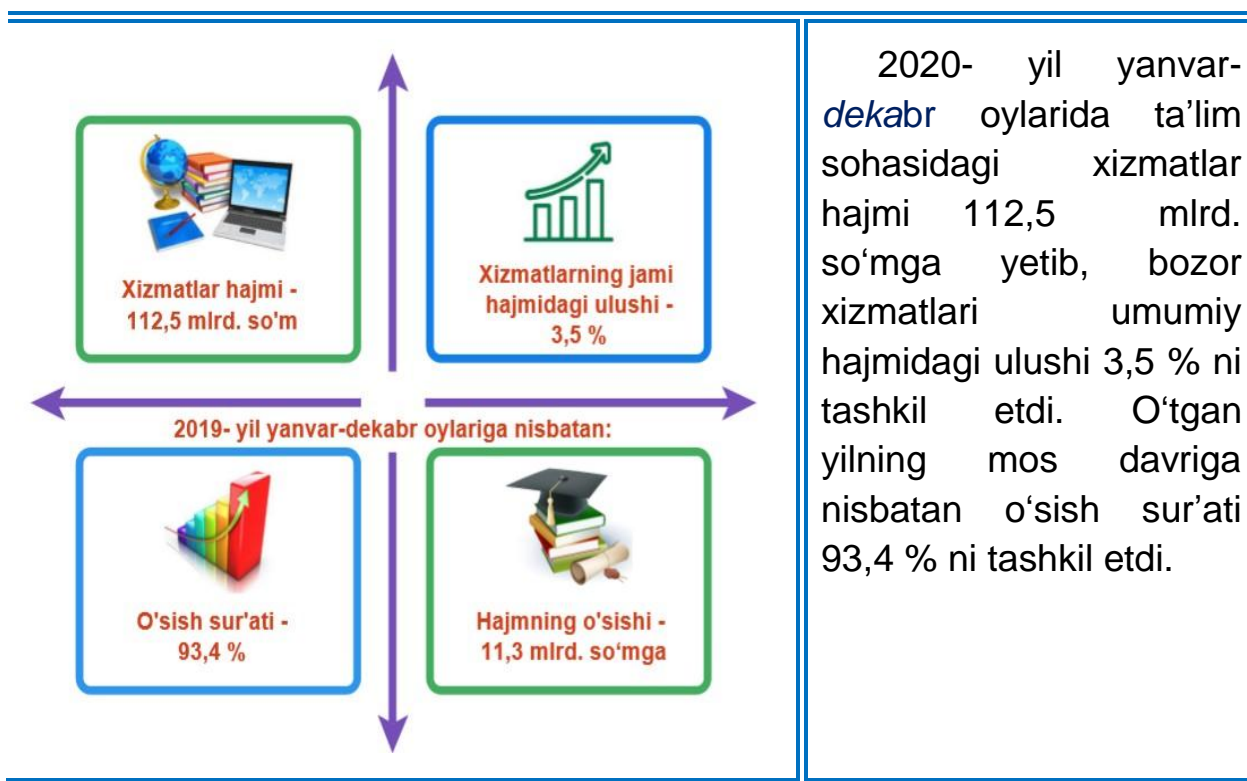 Xizmatlar hajmi -
112,5 mlrd. so'm
Xizmatlarning jami
hajmidagi ulushi -
3,5 %
2019- yil yanvar-dekabr oylariga nisbatan:
O'sish sur'ati -
93,4 %
Hajmning o'sishi -
11,3 mlrd. so‘mga
2020- yil yanvar-
dekabr oylarida ta’lim
sohasidagi xizmatlar
hajmi 112,5 mlrd.
so‘mga yetib, bozor
xizmatlari umumiy
hajmidagi ulushi 3,5 % ni
tashkil etdi. O‘tgan
yilning mos davriga
nisbatan o‘sish sur’ati
93,4 % ni tashkil etdi.